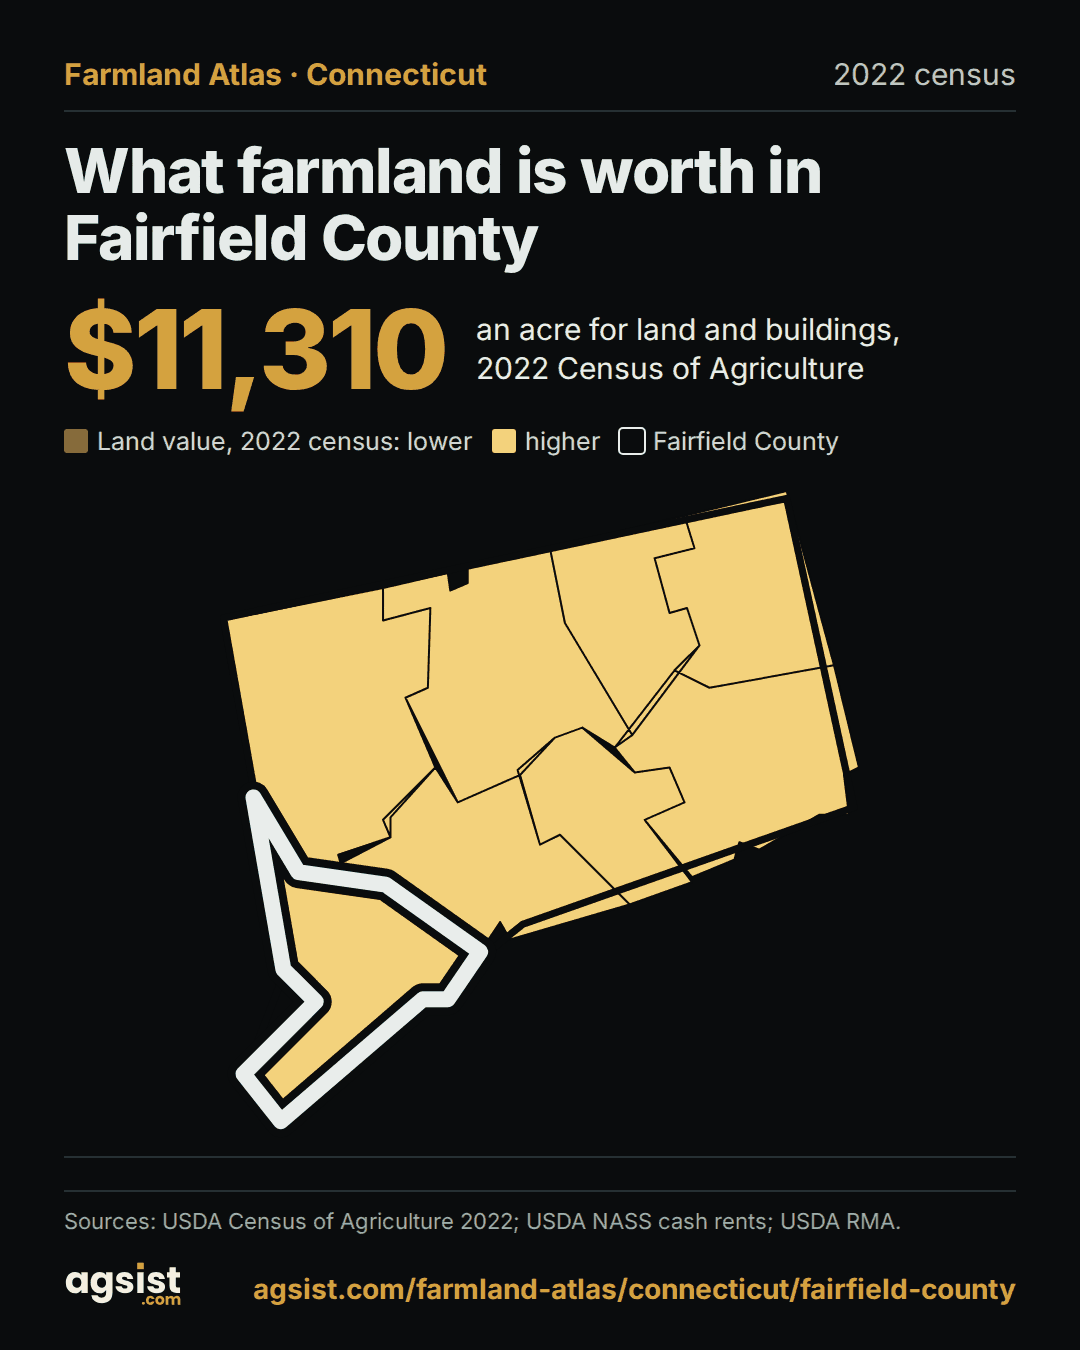 Farmland Atlas · Connecticut
2022 census
What farmland is worth in
Fairfield County
$11,310
an acre for land and buildings,
2022 Census of Agriculture
Land value, 2022 census: lower
higher
Fairfield County
Sources: USDA Census of Agriculture 2022; USDA NASS cash rents; USDA RMA.
agsist
.com
agsist.com/farmland-atlas/connecticut/fairfield-county